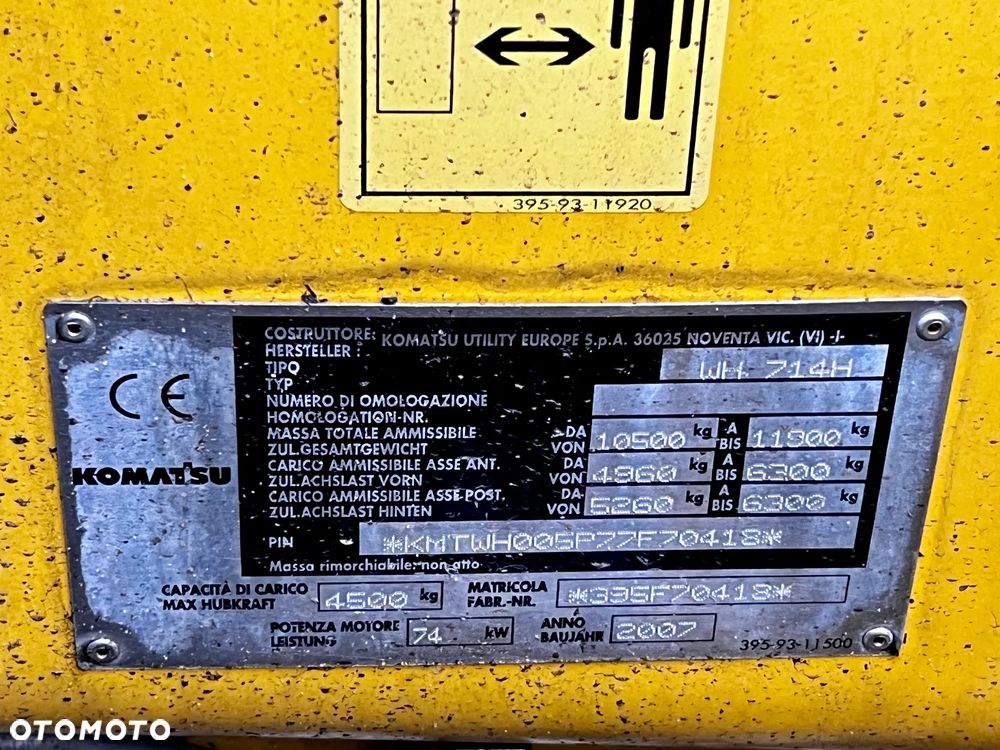 395-93-11920
COSTRUTTORE: KOMATSU UTILITY EUROPE S.p.A. 36025 NOVENTA VIC. (VI) -I-
HERSTELLER :
TIPO WH 714H
TYP
NUMERO DI OMOLOGAZIONE
HOMOLOGATION-NR.
MASSA TOTALE AMMISSIBILE DA 10500 kg A 11900 kg
ZUL.GESAMTGEWICHT VON BIS
CARICO AMMISSIBILE ASSE ANT. DA 4960 kg A 6300 kg
ZUL.ACHSLAST VORN VON BIS
CARICO AMMISSIBILE ASSE POST. DA 5260 kg A 6300 kg
ZUL.ACHSLAST HINTEN VON BIS
PIN *KMTWH005F77F70418*
Massa rimorchiabile: non atto
CE
KOMATSU
CAPACITÀ DI CARICO 4500 kg MATRICOLA *395F70418*
MAX HUBKRAFT FABR.-NR.
POTENZA MOTORE 74 kW ANNO 2007
LEISTUNG BAUJAHR
395-93-11500
OTOMOTO